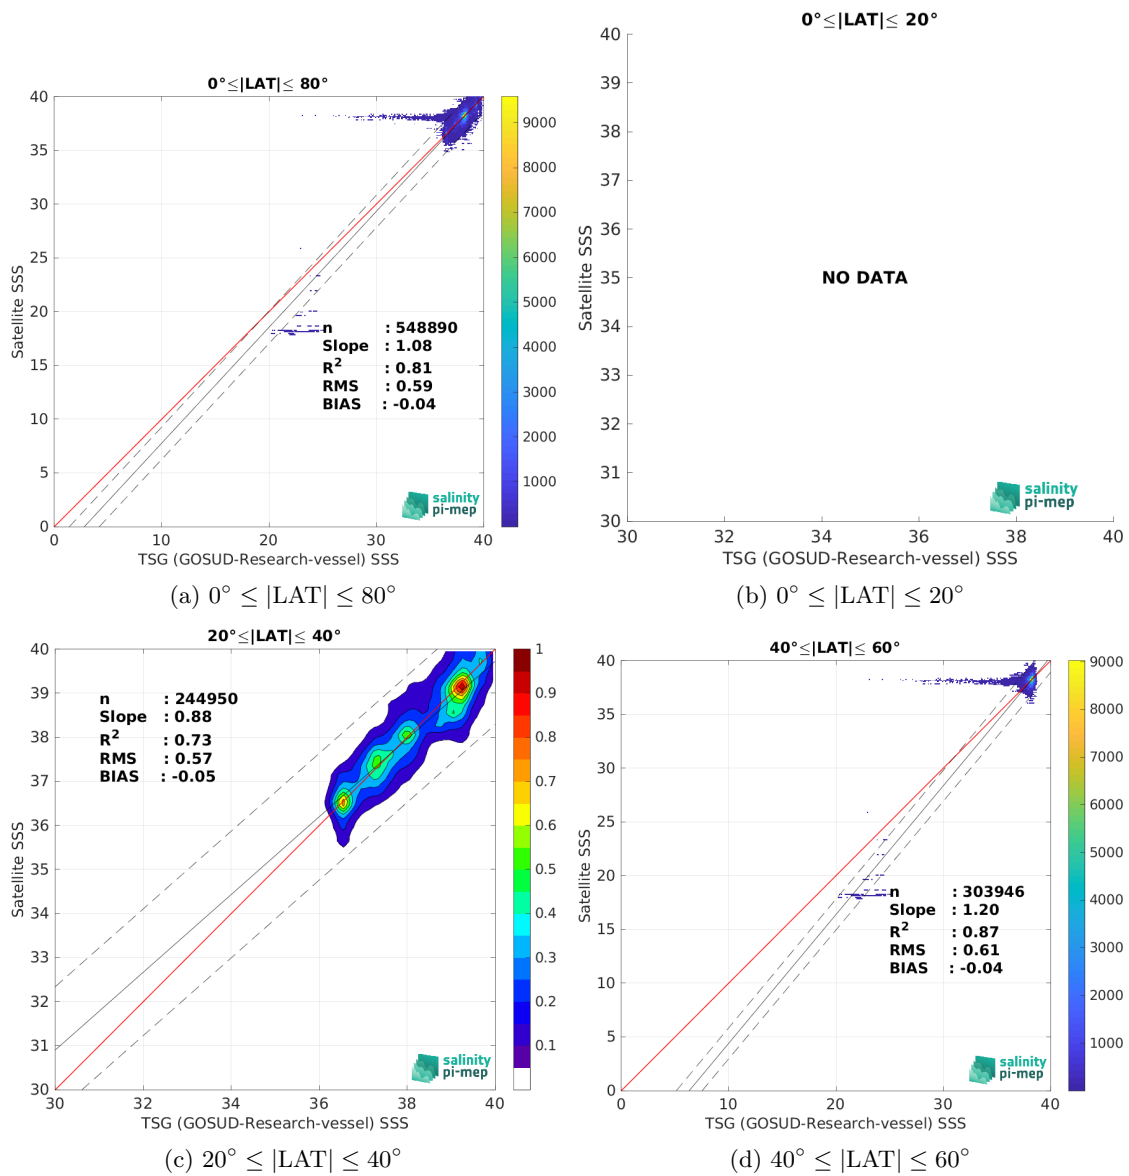 0°≤|LAT|≤ 80°
40
35
30
25
20
15
10
5
0
0
10
20
30
40
Satellite SSS
TSG (GOSUD-Research-vessel) SSS
n : 548890
Slope : 1.08
R² : 0.81
RMS : 0.59
BIAS : -0.04
9000
8000
7000
6000
5000
4000
3000
2000
1000
salinity
pi-mep
(a) 0° ≤ |LAT| ≤ 80°
0°≤|LAT|≤ 20°
40
39
38
37
36
35
34
33
32
31
30
30
32
34
36
38
40
Satellite SSS
TSG (GOSUD-Research-vessel) SSS
NO DATA
salinity
pi-mep
(b) 0° ≤ |LAT| ≤ 20°
20°≤|LAT|≤ 40°
40
39
38
37
36
35
34
33
32
31
30
30
32
34
36
38
40
Satellite SSS
TSG (GOSUD-Research-vessel) SSS
n : 244950
Slope : 0.88
R² : 0.73
RMS : 0.57
BIAS : -0.05
1
0.9
0.8
0.7
0.6
0.5
0.4
0.3
0.2
0.1
salinity
pi-mep
(c) 20° ≤ |LAT| ≤ 40°
40°≤|LAT|≤ 60°
40
35
30
25
20
15
10
5
0
0
10
20
30
40
Satellite SSS
TSG (GOSUD-Research-vessel) SSS
n : 303946
Slope : 1.20
R² : 0.87
RMS : 0.61
BIAS : -0.04
9000
8000
7000
6000
5000
4000
3000
2000
1000
salinity
pi-mep
(d) 40° ≤ |LAT| ≤ 60°